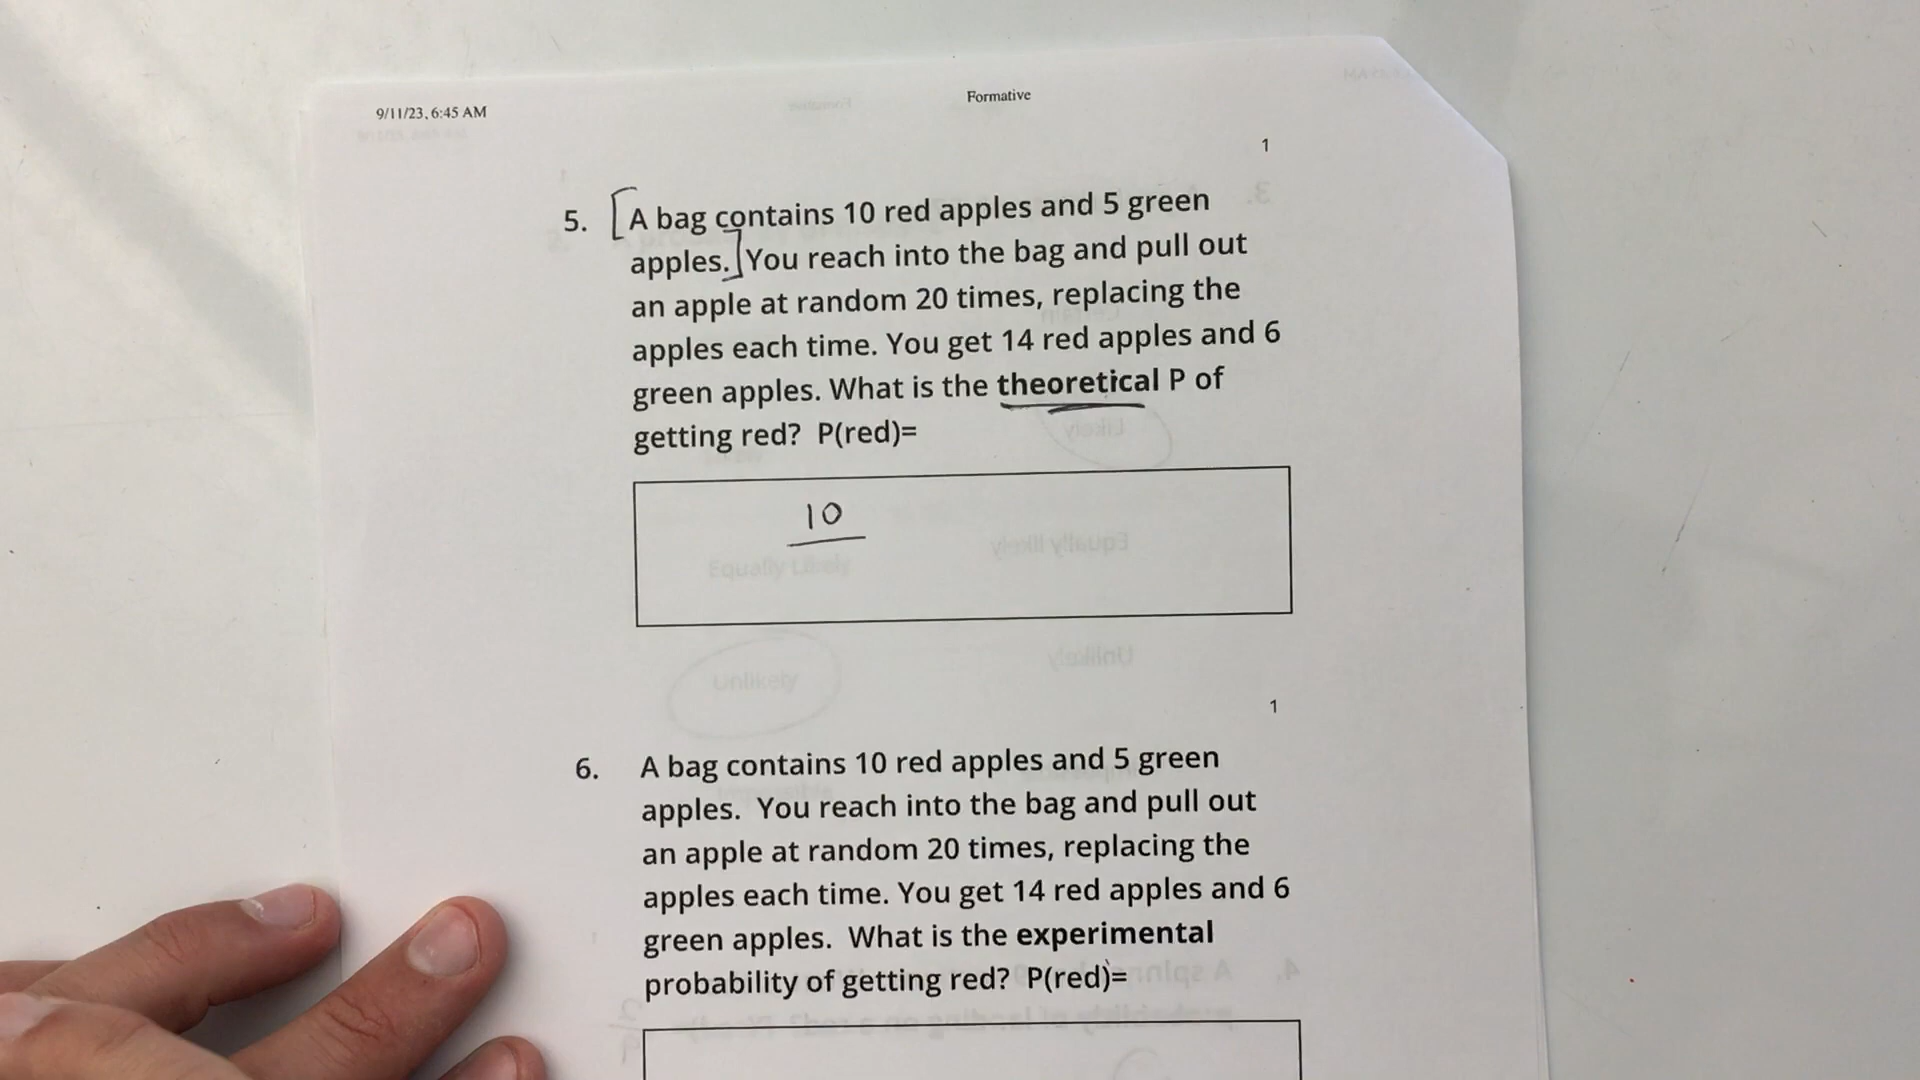 9/11/23, 6:45 AM
Formative
1
5. [A bag contains 10 red apples and 5 green
apples.] You reach into the bag and pull out
an apple at random 20 times, replacing the
apples each time. You get 14 red apples and 6
green apples. What is the theoretical P of
getting red? P(red)=
10
Equally Likely
Unlikely
1
6. A bag contains 10 red apples and 5 green
apples. You reach into the bag and pull out
an apple at random 20 times, replacing the
apples each time. You get 14 red apples and 6
green apples. What is the experimental
probability of getting red? P(red)=